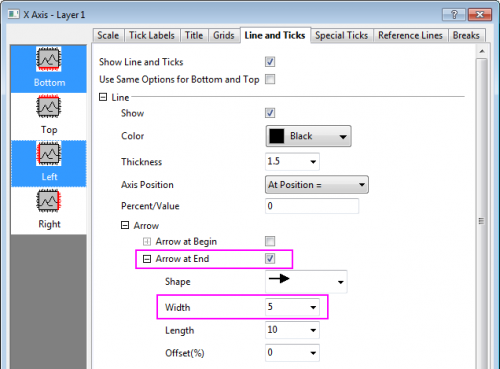 X Axis - Layer 1
Scale Tick Labels Title Grids Line and Ticks Special Ticks Reference Lines Breaks
Bottom
Top
Left
Right
Show Line and Ticks
Use Same Options for Bottom and Top
Line
Show
Color Black
Thickness 1.5
Axis Position At Position =
Percent/Value 0
Arrow
Arrow at Begin
Arrow at End
Shape
Width 5
Length 10
Offset(%) 0